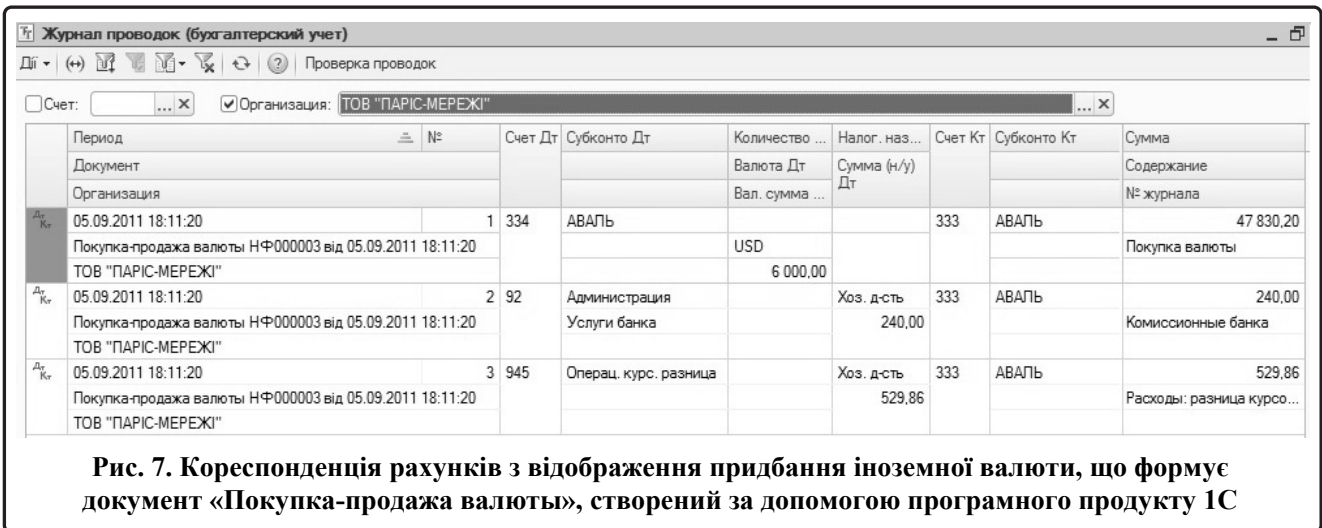 Журнал проводок (бухгалтерский учет)
Дії Проверка проводок
Счет: ... × Организация: ТОВ "ПАРІС-МЕРЕЖІ" ... ×
Период № Счет Дт Субконто Дт Количество ... Налог. наз... Счет Кт Субконто Кт Сумма
Документ Валюта Дт Сумма (н/у) Дт Содержание
Организация Вал. сумма ... № журнала
Дт Кт 05.09.2011 18:11:20 1 334 АВАЛЬ 333 АВАЛЬ 47 830,20
Покупка-продажа валюты НФ000003 від 05.09.2011 18:11:20 USD Покупка валюты
ТОВ "ПАРІС-МЕРЕЖІ" 6 000,00
Дт Кт 05.09.2011 18:11:20 2 92 Администрация Хоз. д-сть 333 АВАЛЬ 240,00
Покупка-продажа валюты НФ000003 від 05.09.2011 18:11:20 Услуги банка 240,00 Комиссионные банка
ТОВ "ПАРІС-МЕРЕЖІ"
Дт Кт 05.09.2011 18:11:20 3 945 Операц. курс. разница Хоз. д-сть 333 АВАЛЬ 529,86
Покупка-продажа валюты НФ000003 від 05.09.2011 18:11:20 529,86 Расходы: разница курсо...
ТОВ "ПАРІС-МЕРЕЖІ"
Рис. 7. Кореспонденція рахунків з відображення придбання іноземної валюти, що формує
документ «Покупка-продажа валюты», створений за допомогою програмного продукту 1С